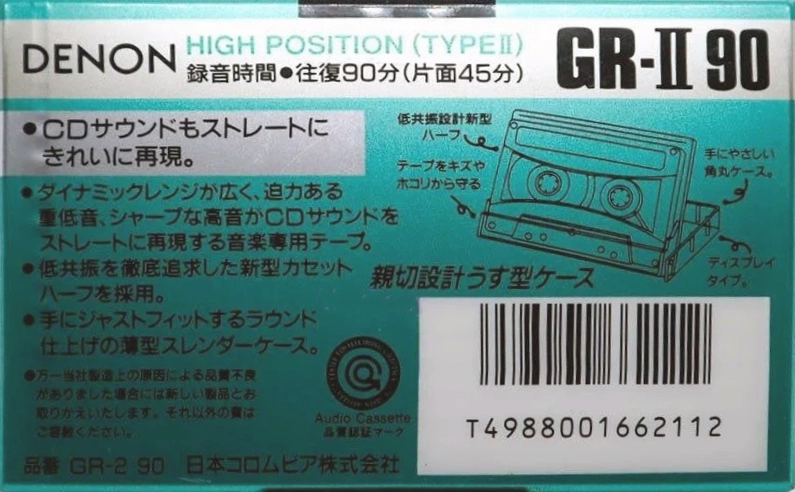 DENON
HIGH POSITION (TYPEⅡ)
録音時間●往復90分(片面45分)
GR-Ⅱ 90
●CDサウンドもストレートに
きれいに再現。
●ダイナミックレンジが広く、迫力ある
重低音、シャープな高音がCDサウンドを
ストレートに再現する音楽専用テープ。
●低共振を徹底追求した新型カセット
ハーフを採用。
●手にジャストフィットするラウンド
仕上げの薄型スレンダーケース。
●万一当社製造上の原因による品質不良
がありました場合には新しい製品とお
取りかえいたします。それ以外の責は
ご容赦ください。
品番 GR-2 90 日本コロムビア株式会社
低共振設計新型
ハーフ
テープをキズや
ホコリから守る
手にやさしい
角丸ケース。
ディスプレイ
タイプ。
親切設計うす型ケース
Audio Cassette
品質認証マーク
T4988001662112